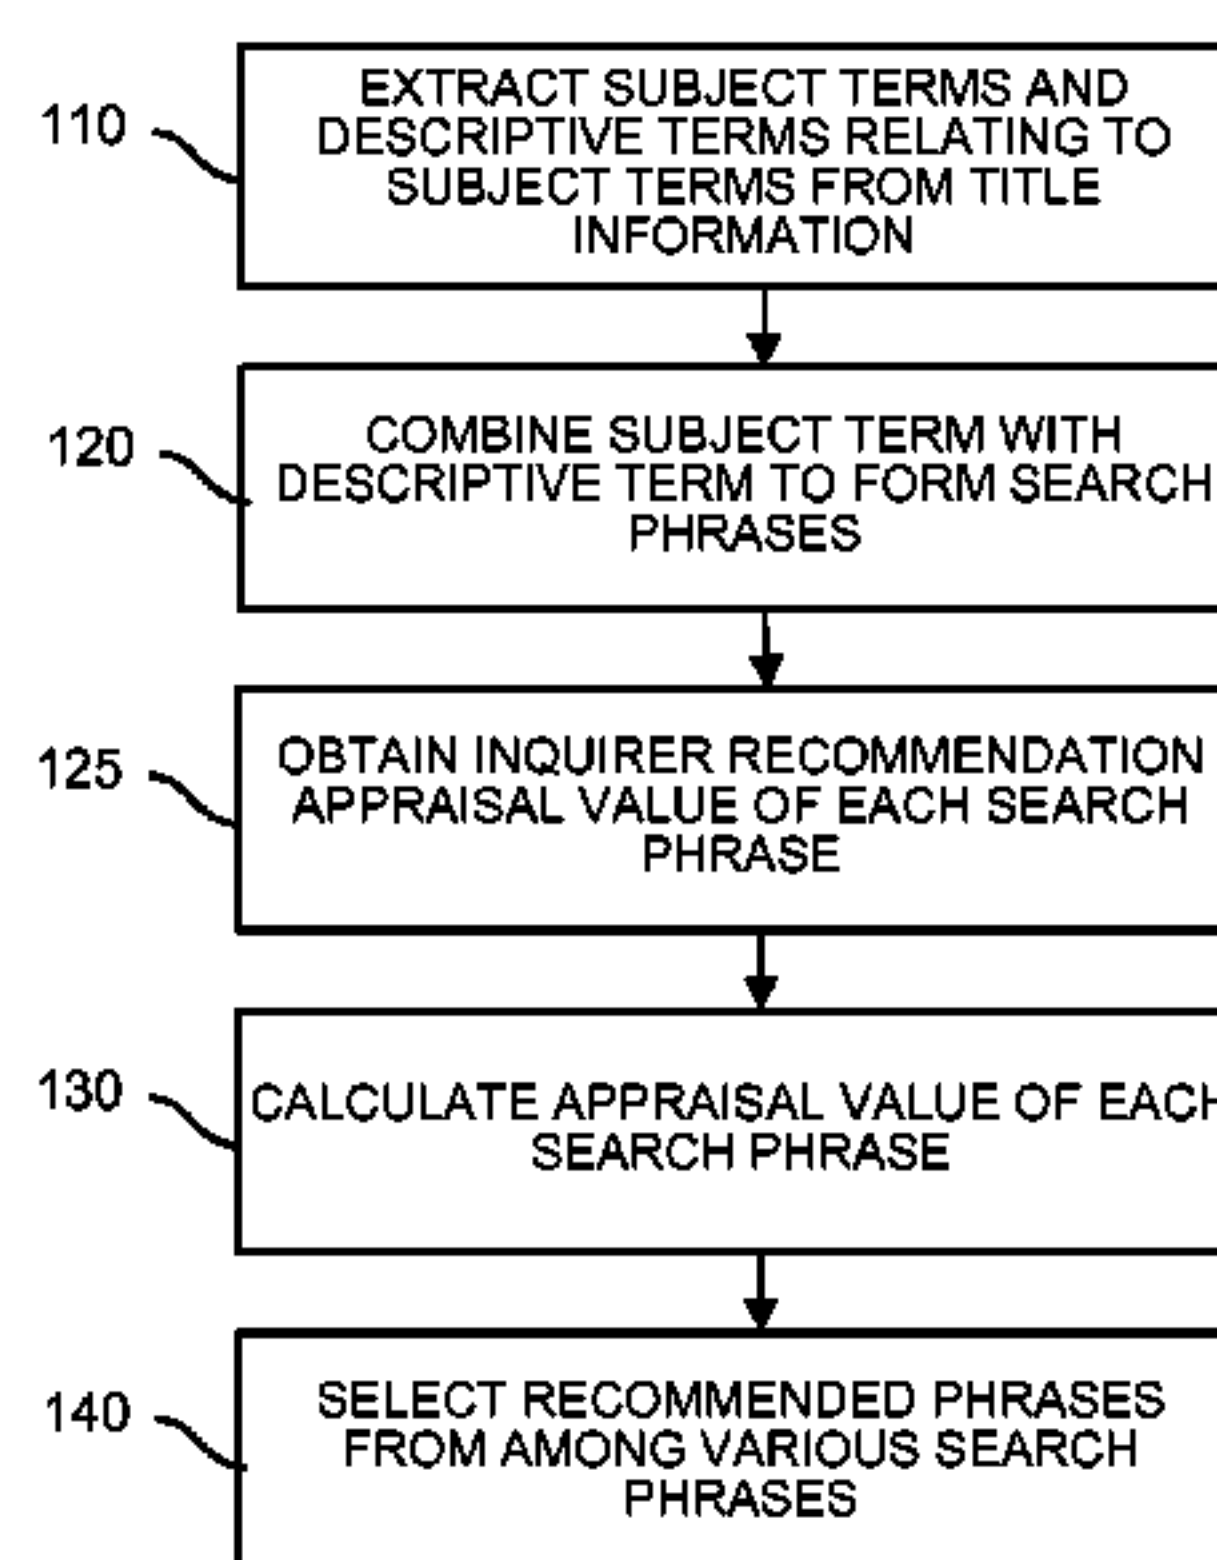 110
EXTRACT SUBJECT TERMS AND
DESCRIPTIVE TERMS RELATING TO
SUBJECT TERMS FROM TITLE
INFORMATION
120
COMBINE SUBJECT TERM WITH
DESCRIPTIVE TERM TO FORM SEARCH
PHRASES
125
OBTAIN INQUIRER RECOMMENDATION
APPRAISAL VALUE OF EACH SEARCH
PHRASE
130
CALCULATE APPRAISAL VALUE OF EACH
SEARCH PHRASE
140
SELECT RECOMMENDED PHRASES
FROM AMONG VARIOUS SEARCH
PHRASES